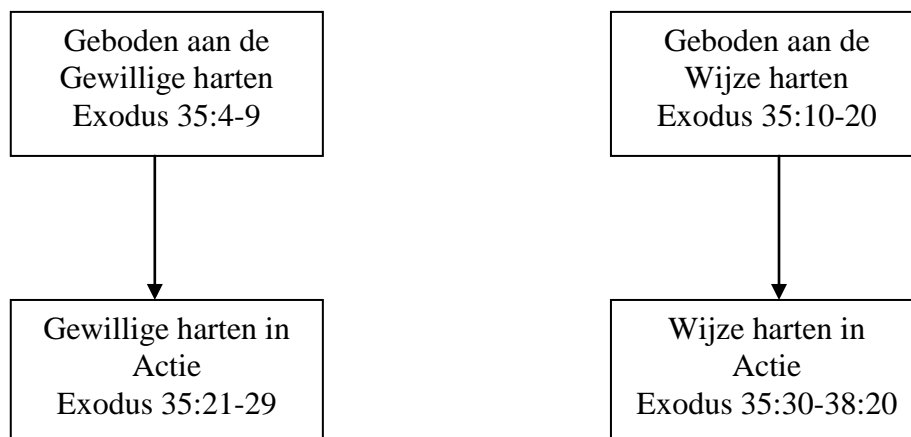 Geboden aan de
Gewillige harten
Exodus 35:4-9
Geboden aan de
Wijze harten
Exodus 35:10-20
Gewillige harten in
Actie
Exodus 35:21-29
Wijze harten in
Actie
Exodus 35:30-38:20